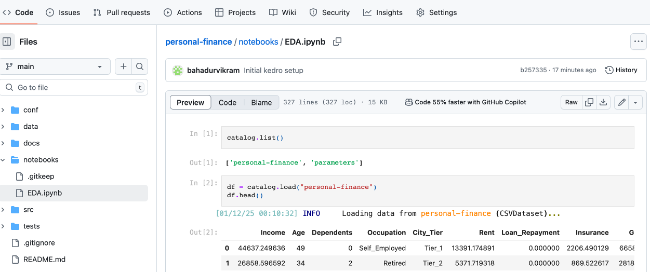 Code Issues Pull requests Actions Projects Wiki Security Insights Settings
Files
main
Go to file t
conf
data
docs
notebooks
.gitkeep
EDA.ipynb
src
tests
.gitignore
README.md
personal-finance / notebooks / EDA.ipynb
bahadurvikram Initial kedro setup b257335 · 17 minutes ago History
Preview Code Blame 327 lines (327 loc) · 15 KB Code 55% faster with GitHub Copilot Raw
In [1]: catalog.list()
Out[1]: ['personal-finance', 'parameters']
In [2]: df = catalog.load("personal-finance")
df.head()
[01/12/25 00:10:32] INFO Loading data from personal-finance (CSVDataset)...
Out[2]: Income Age Dependents Occupation City_Tier Rent Loan_Repayment Insurance G
0 44637.249636 49 0 Self_Employed Tier_1 13391.174891 0.000000 2206.490129 6658
1 26858.596592 34 2 Retired Tier_2 5371.719318 0.000000 869.522617 2818